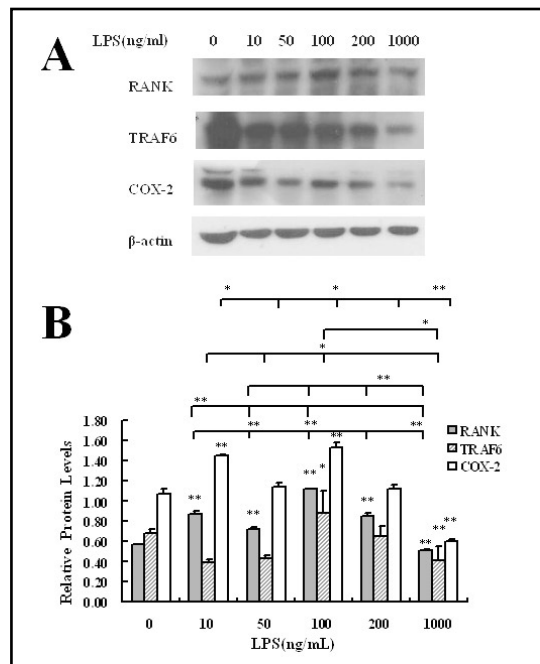 A
LPS(ng/ml) 0 10 50 100 200 1000
RANK
TRAF6
COX-2
β-actin
B
* * **
*
*
**
**
** ** ** **
1.80
1.60
1.40
1.20
1.00
0.80
0.60
0.40
0.20
0.00
Relative Protein Levels
** ** ** ** * ** ** ** ** **
RANK
TRAF6
COX-2
0 10 50 100 200 1000
LPS(ng/mL)